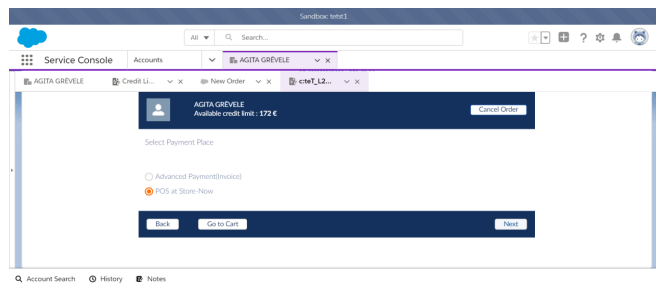 Sandbox: tetst1
All
Search...
Service Console
Accounts
AGITA GRĒVELE
AGITA GRĒVELE
Credit Li...
New Order
c:teT_L2...
AGITA GRĒVELE
Available credit limit : 172 €
Cancel Order
Select Payment Place
Advanced Payment(Invoice)
POS at Store-Now
Back
Go to Cart
Next
Account Search
History
Notes